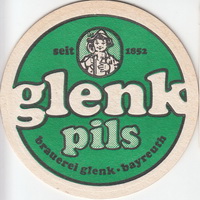 seit 1852
glenk
pils
brauerei glenk · bayreuth